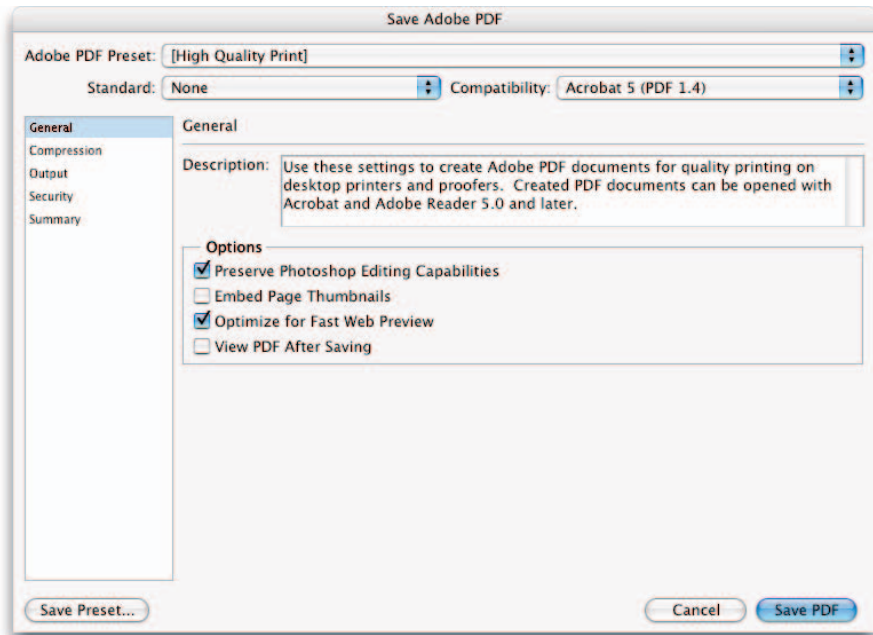 Save Adobe PDF
Adobe PDF Preset: [High Quality Print]
Standard: None Compatibility: Acrobat 5 (PDF 1.4)
General
Compression
Output
Security
Summary
General
Description: Use these settings to create Adobe PDF documents for quality printing on
desktop printers and proofers. Created PDF documents can be opened with
Acrobat and Adobe Reader 5.0 and later.
Options
Preserve Photoshop Editing Capabilities
Embed Page Thumbnails
Optimize for Fast Web Preview
View PDF After Saving
Save Preset... Cancel Save PDF